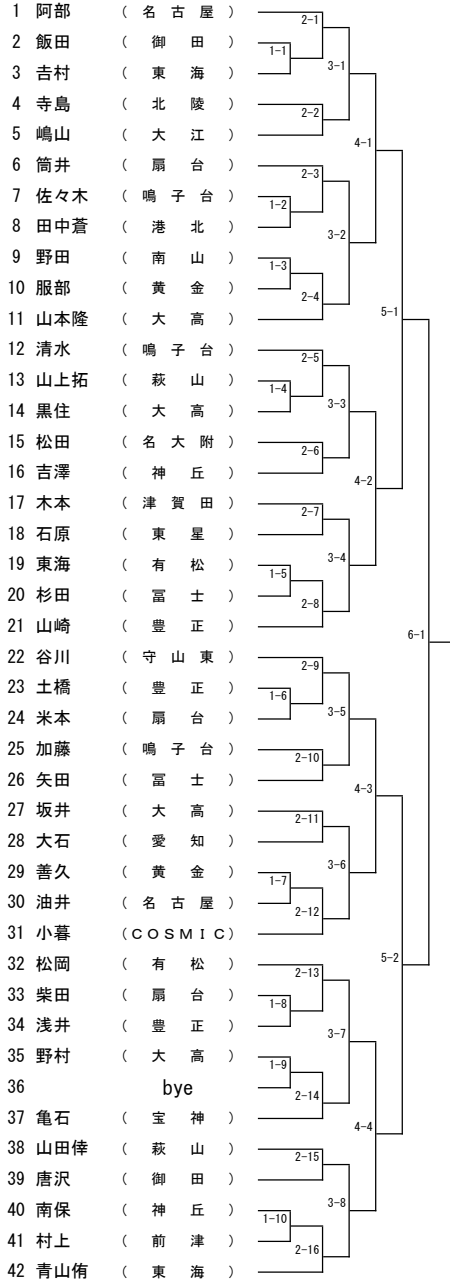 1 阿部 （ 名 古 屋 ）
2 飯田 （ 御 田 ）
3 吉村 （ 東 海 ）
4 寺島 （ 北 陵 ）
5 嶋山 （ 大 江 ）
6 筒井 （ 扇 台 ）
7 佐々木 （ 鳴 子 台 ）
8 田中蒼 （ 港 北 ）
9 野田 （ 南 山 ）
10 服部 （ 黄 金 ）
11 山本隆 （ 大 高 ）
12 清水 （ 鳴 子 台 ）
13 山上拓 （ 萩 山 ）
14 黒住 （ 大 高 ）
15 松田 （ 名 大 附 ）
16 吉澤 （ 神 丘 ）
17 木本 （ 津 賀 田 ）
18 石原 （ 東 星 ）
19 東海 （ 有 松 ）
20 杉田 （ 冨 士 ）
21 山崎 （ 豊 正 ）
22 谷川 （ 守 山 東 ）
23 土橋 （ 豊 正 ）
24 米本 （ 扇 台 ）
25 加藤 （ 鳴 子 台 ）
26 矢田 （ 冨 士 ）
27 坂井 （ 大 高 ）
28 大石 （ 愛 知 ）
29 善久 （ 黄 金 ）
30 油井 （ 名 古 屋 ）
31 小暮 （ＣＯＳＭＩＣ）
32 松岡 （ 有 松 ）
33 柴田 （ 扇 台 ）
34 浅井 （ 豊 正 ）
35 野村 （ 大 高 ）
36 bye
37 亀石 （ 宝 神 ）
38 山田倖 （ 萩 山 ）
39 唐沢 （ 御 田 ）
40 南保 （ 神 丘 ）
41 村上 （ 前 津 ）
42 青山侑 （ 東 海 ）
1-1
1-2
1-3
1-4
1-5
1-6
1-7
1-8
1-9
1-10
2-1
2-2
2-3
2-4
2-5
2-6
2-7
2-8
2-9
2-10
2-11
2-12
2-13
2-14
2-15
2-16
3-1
3-2
3-3
3-4
3-5
3-6
3-7
3-8
4-1
4-2
4-3
4-4
5-1
5-2
6-1